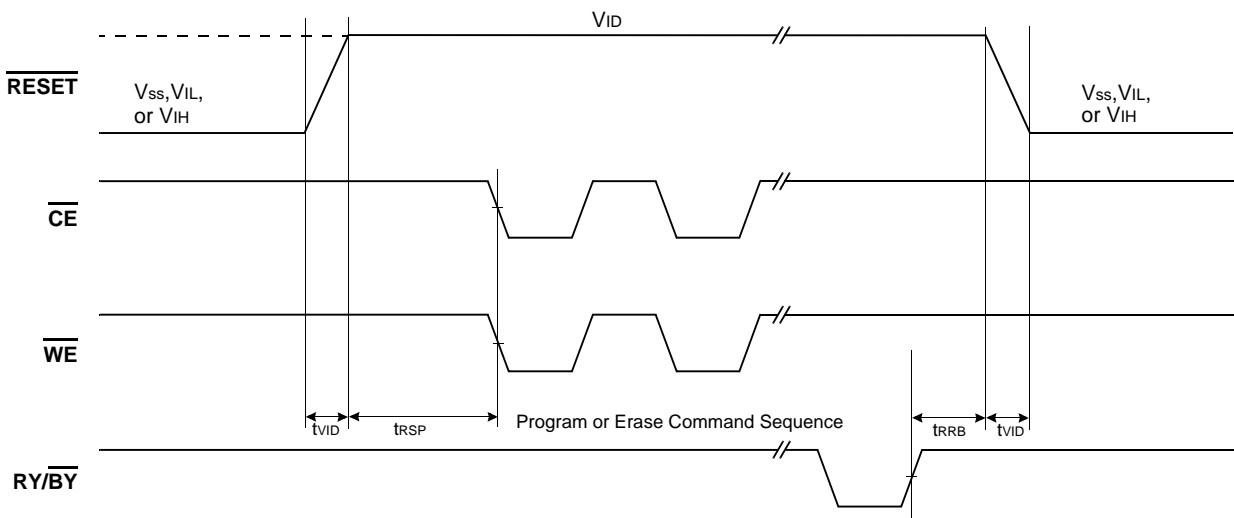 VID
RESET
Vss,VIL,
or VIH
Vss,VIL,
or VIH
CE
WE
tVID
tRSP
Program or Erase Command Sequence
tRRB
tVID
RY/BY